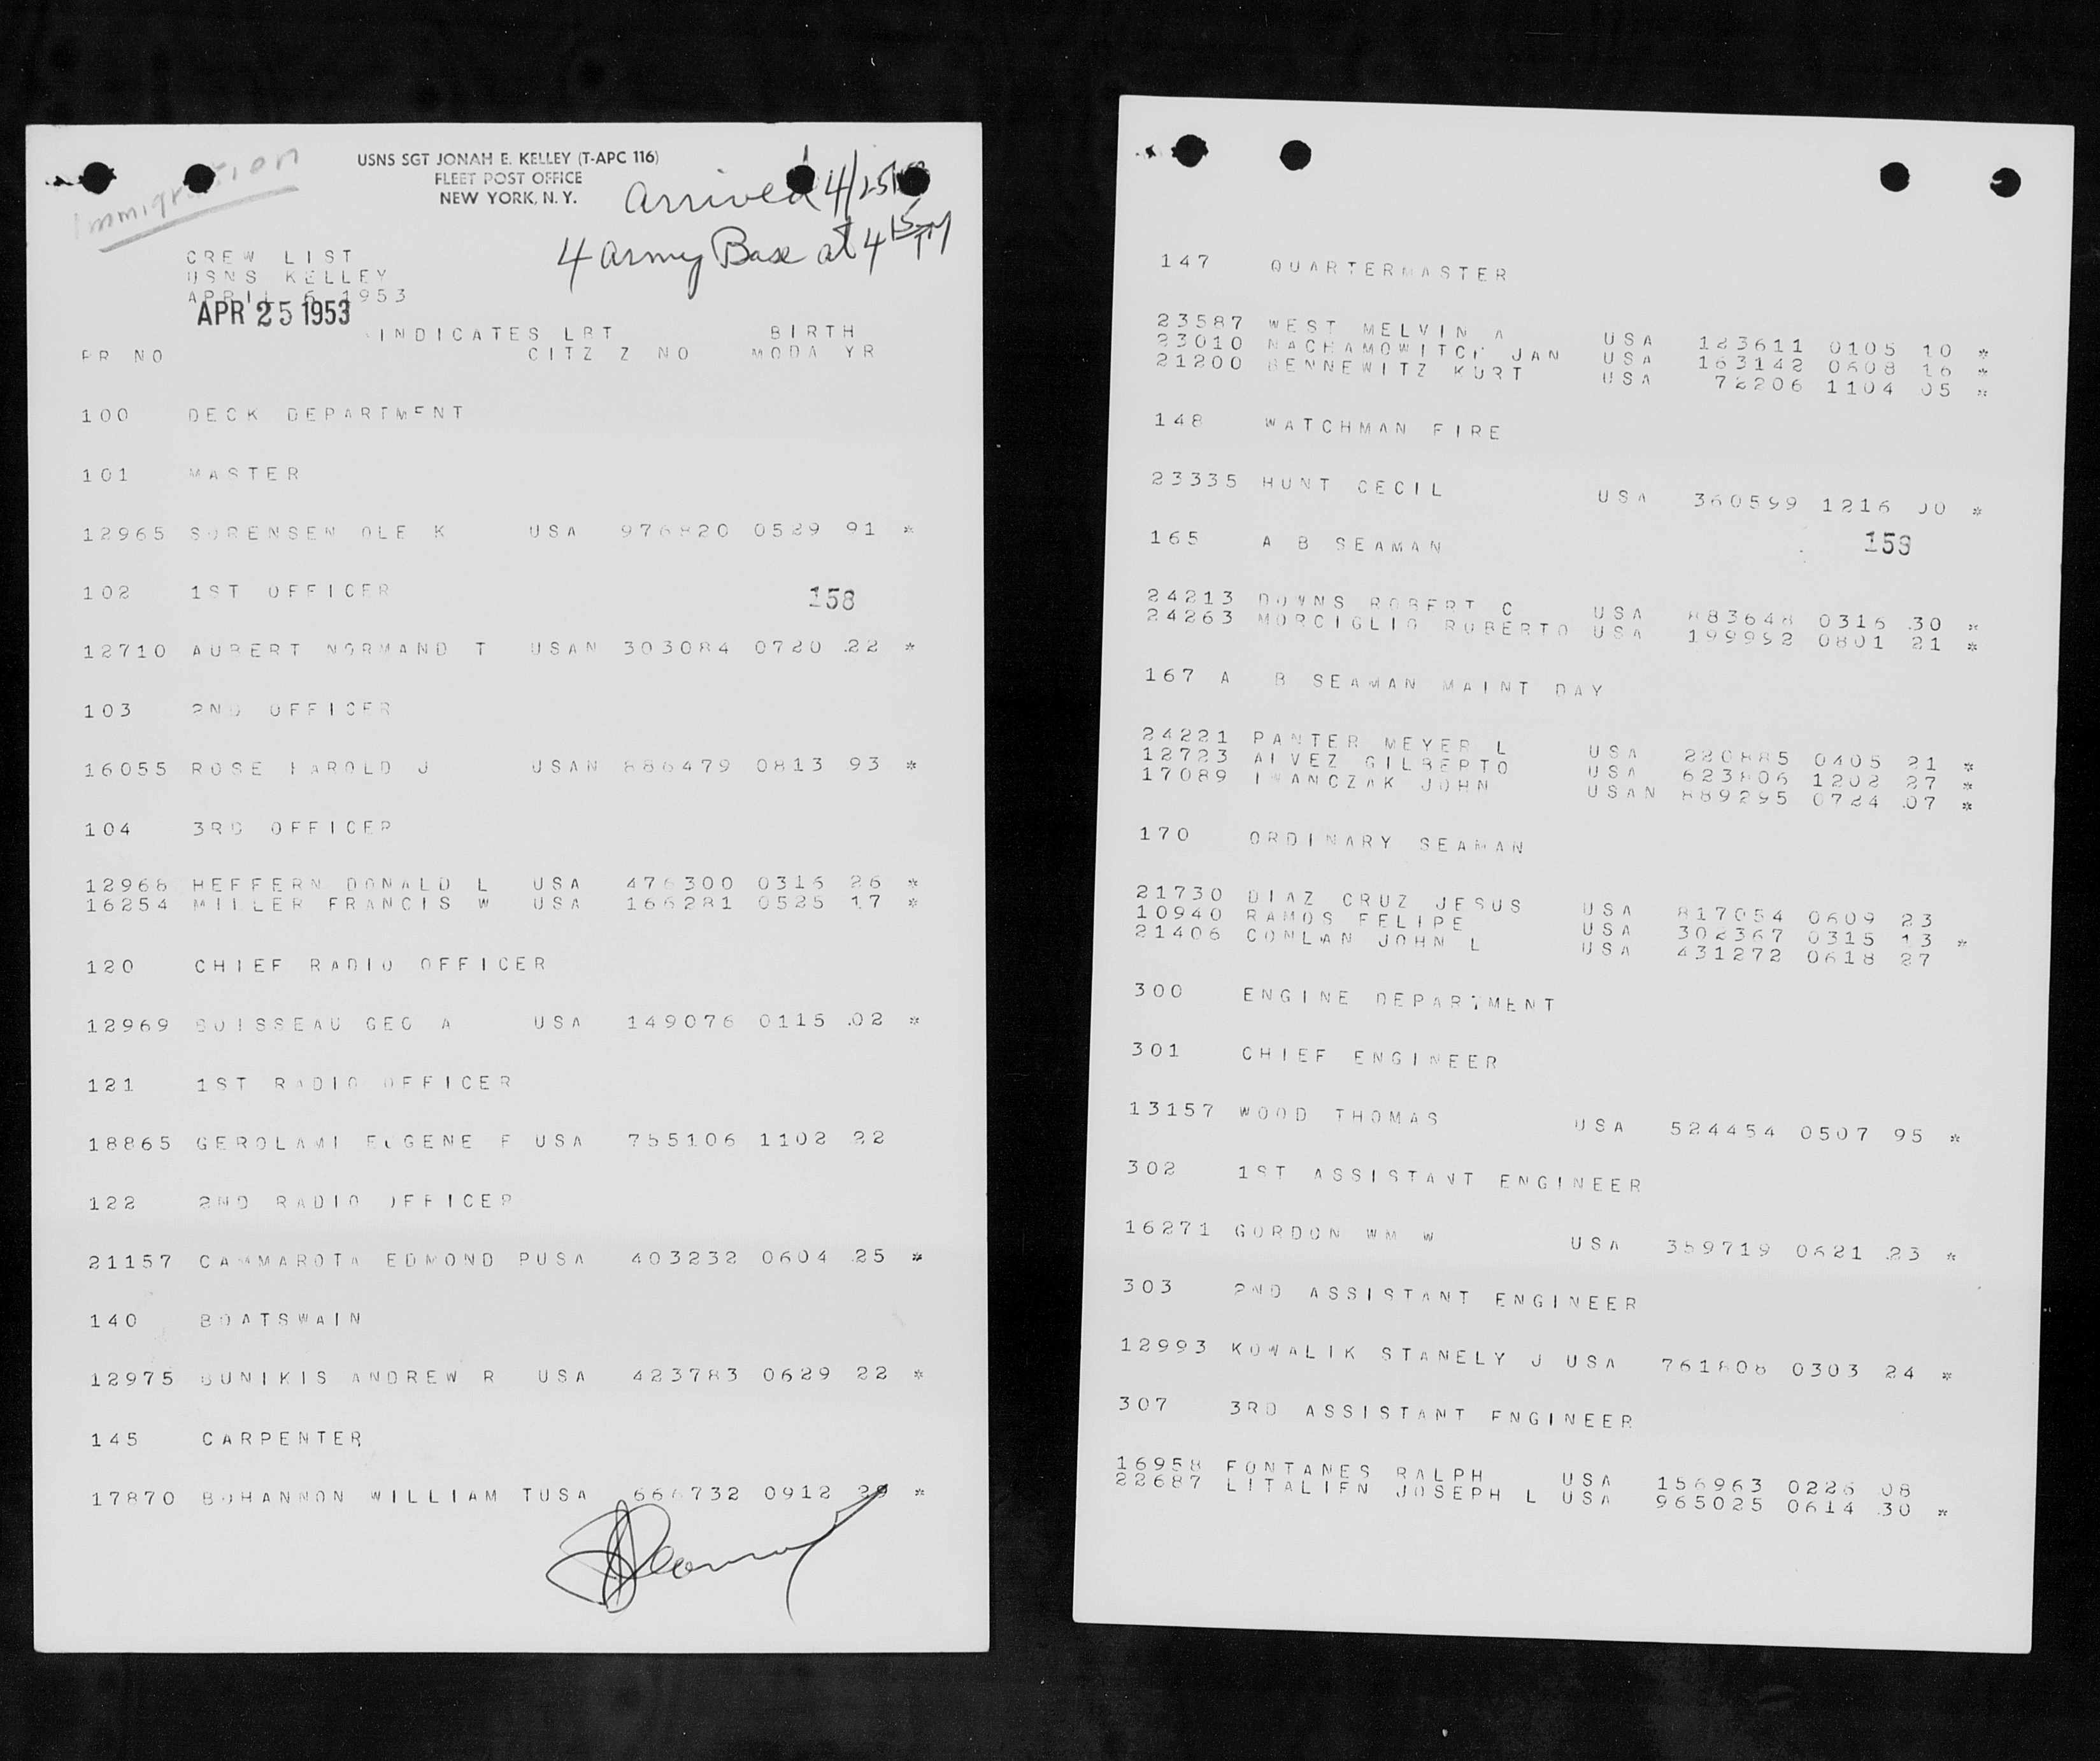 Immigration
USNS SGT JONAH E. KELLEY (T-APC 116)
FLEET POST OFFICE
NEW YORK, N. Y.
Arrived 4/25
4 Army Base at 4 15 PM
CREW LIST
USNS KELLEY
APRIL 6 1953
APR 25 1953
INDICATES LBT BIRTH
PR NO CITZ Z NO MODA YR
100 DECK DEPARTMENT
101 MASTER
12965 SORENSEN OLE K USA 976820 0529 91 *
102 1ST OFFICER
158
12710 AUBERT NORMAND T USAN 303084 0720 22 *
103 2ND OFFICER
16055 ROSE HAROLD J USAN 886479 0813 93 *
104 3RD OFFICER
12968 HEFFERN DONALD L USA 476300 0316 26 *
16254 MILLER FRANCIS W USA 166281 0525 17 *
120 CHIEF RADIO OFFICER
12969 BOISSEAU GEO A USA 149076 0115 02 *
121 1ST RADIO OFFICER
18865 GEROLAMI EUGENE F USA 755106 1102 22
122 2ND RADIO OFFICER
21157 CAMMAROTA EDMOND P USA 403232 0604 25 *
140 BOATSWAIN
12975 BUNIKIS ANDREW R USA 423783 0629 22 *
145 CARPENTER
17870 BOHANNON WILLIAM T USA 666732 0912 29 *
147 QUARTERMASTER
23587 WEST MELVIN A USA 123611 0105 10 *
23010 NACHAMOWITCH JAN USA 163142 0608 16 *
21200 BENNEWITZ KURT USA 72206 1104 05 *
148 WATCHMAN FIRE
23335 HUNT CECIL USA 360599 1216 00 *
165 A B SEAMAN
159
24213 DOWNS ROBERT C USA 883648 0316 30 *
24263 MORCIGLIO ROBERTO USA 199992 0801 21 *
167 A B SEAMAN MAINT DAY
24221 PANTER MEYER L USA 220885 0405 21 *
12723 ALVEZ GILBERTO USA 623806 1202 27 *
17089 IWANCZAK JOHN USAN 889295 0724 07 *
170 ORDINARY SEAMAN
21730 DIAZ CRUZ JESUS USA 817054 0609 23
10940 RAMOS FELIPE USA 302367 0315 13 *
21406 CONLAN JOHN L USA 431272 0618 27
300 ENGINE DEPARTMENT
301 CHIEF ENGINEER
13157 WOOD THOMAS USA 524454 0507 95 *
302 1ST ASSISTANT ENGINEER
16271 GORDON WM W USA 359719 0621 23 *
303 2ND ASSISTANT ENGINEER
12993 KOWALIK STANELY J USA 761808 0303 24 *
307 3RD ASSISTANT ENGINEER
16958 FONTANES RALPH USA 156963 0226 08
22687 LITALIEN JOSEPH L USA 965025 0614 30 *